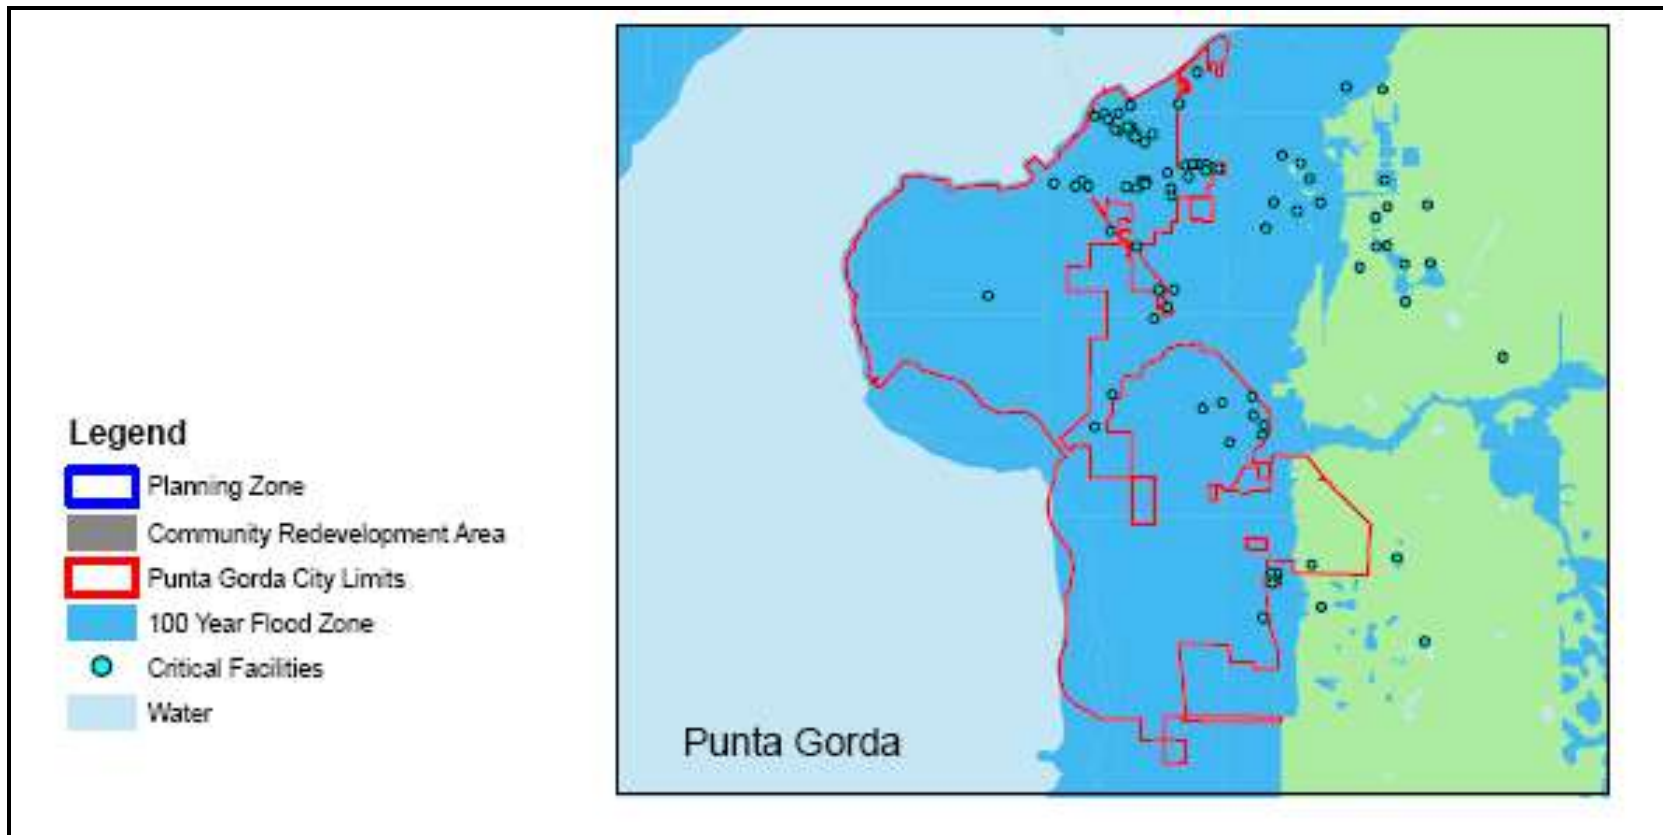 Legend
Planning Zone
Community Redevelopment Area
Punta Gorda City Limits
100 Year Flood Zone
Critical Facilities
Water
Punta Gorda